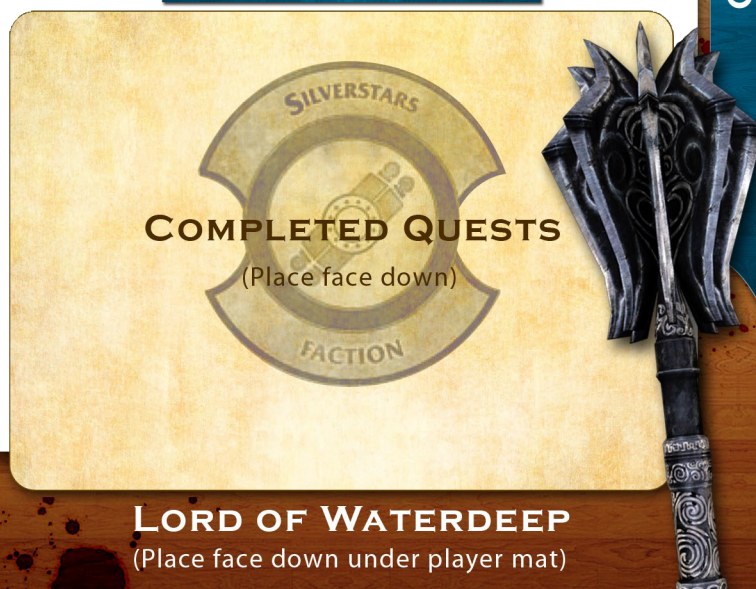 SILVERSTARS
COMPLETED QUESTS
(Place face down)
FACTION
LORD OF WATERDEEP
(Place face down under player mat)